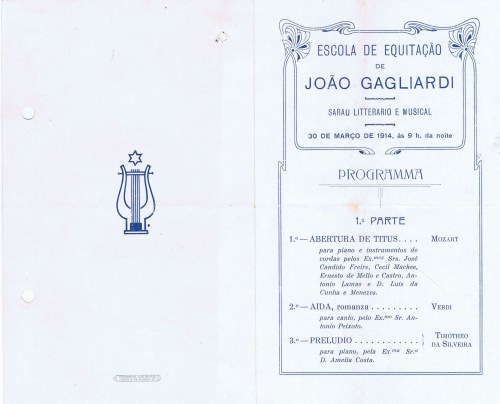 ESCOLA DE EQUITAÇÃO
DE
JOÃO GAGLIARDI
SARAU LITTERARIO E MUSICAL
30 DE MARÇO DE 1914, ás 9 h. da noite
PROGRAMMA
1.ª PARTE
1.º — ABERTURA DE TITUS. . . . MOZART
para piano e instrumentos de
cordas pelos Ex.mos Srs. José
Candido Freire, Cecil Mackee,
Ernesto de Mello e Castro, An-
tonio Lamas e D. Luis da
Cunha e Menezes.
2.º — AIDA, romanza . . . . . . . . . VERDI
para canto, pelo Ex.mo Sr. An-
tonio Peixoto.
3.º — PRELUDIO . . . . . . . . . . . . TIMOTHEO DA SILVEIRA
para piano, pela Ex.ma Sr.ª
D. Amelia Costa.